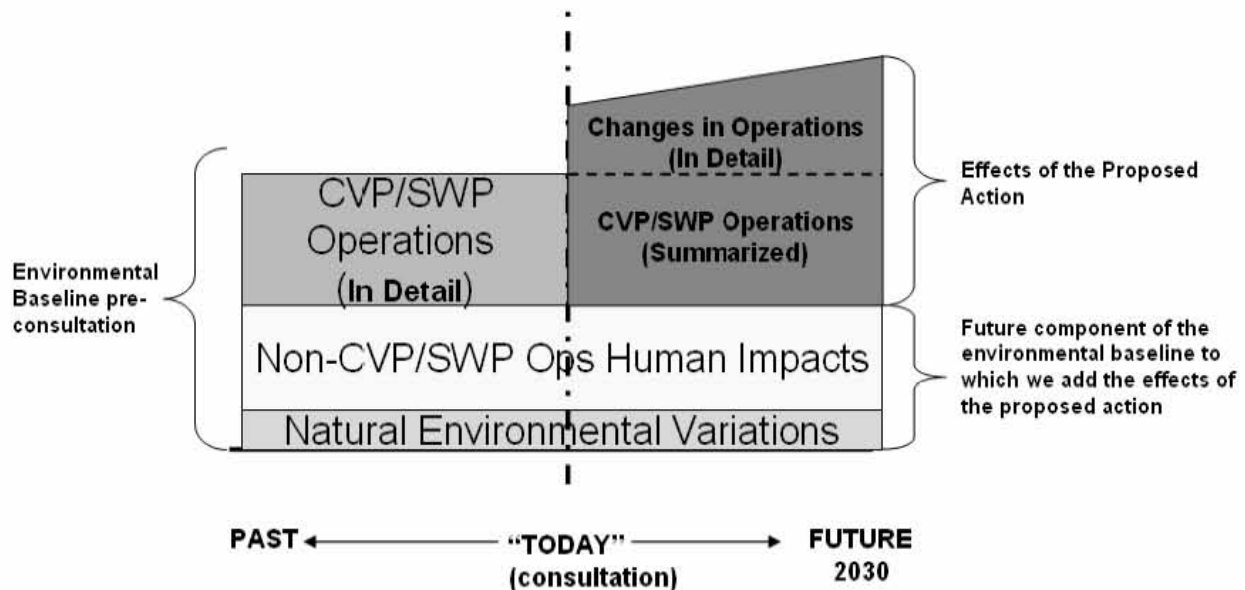 Environmental
Baseline pre-
consultation
CVP/SWP
Operations
(In Detail)
Changes in Operations
(In Detail)
CVP/SWP Operations
(Summarized)
Non-CVP/SWP Ops Human Impacts
Natural Environmental Variations
Effects of the Proposed
Action
Future component of the
environmental baseline to
which we add the effects of
the proposed action
PAST
“TODAY”
(consultation)
FUTURE
2030